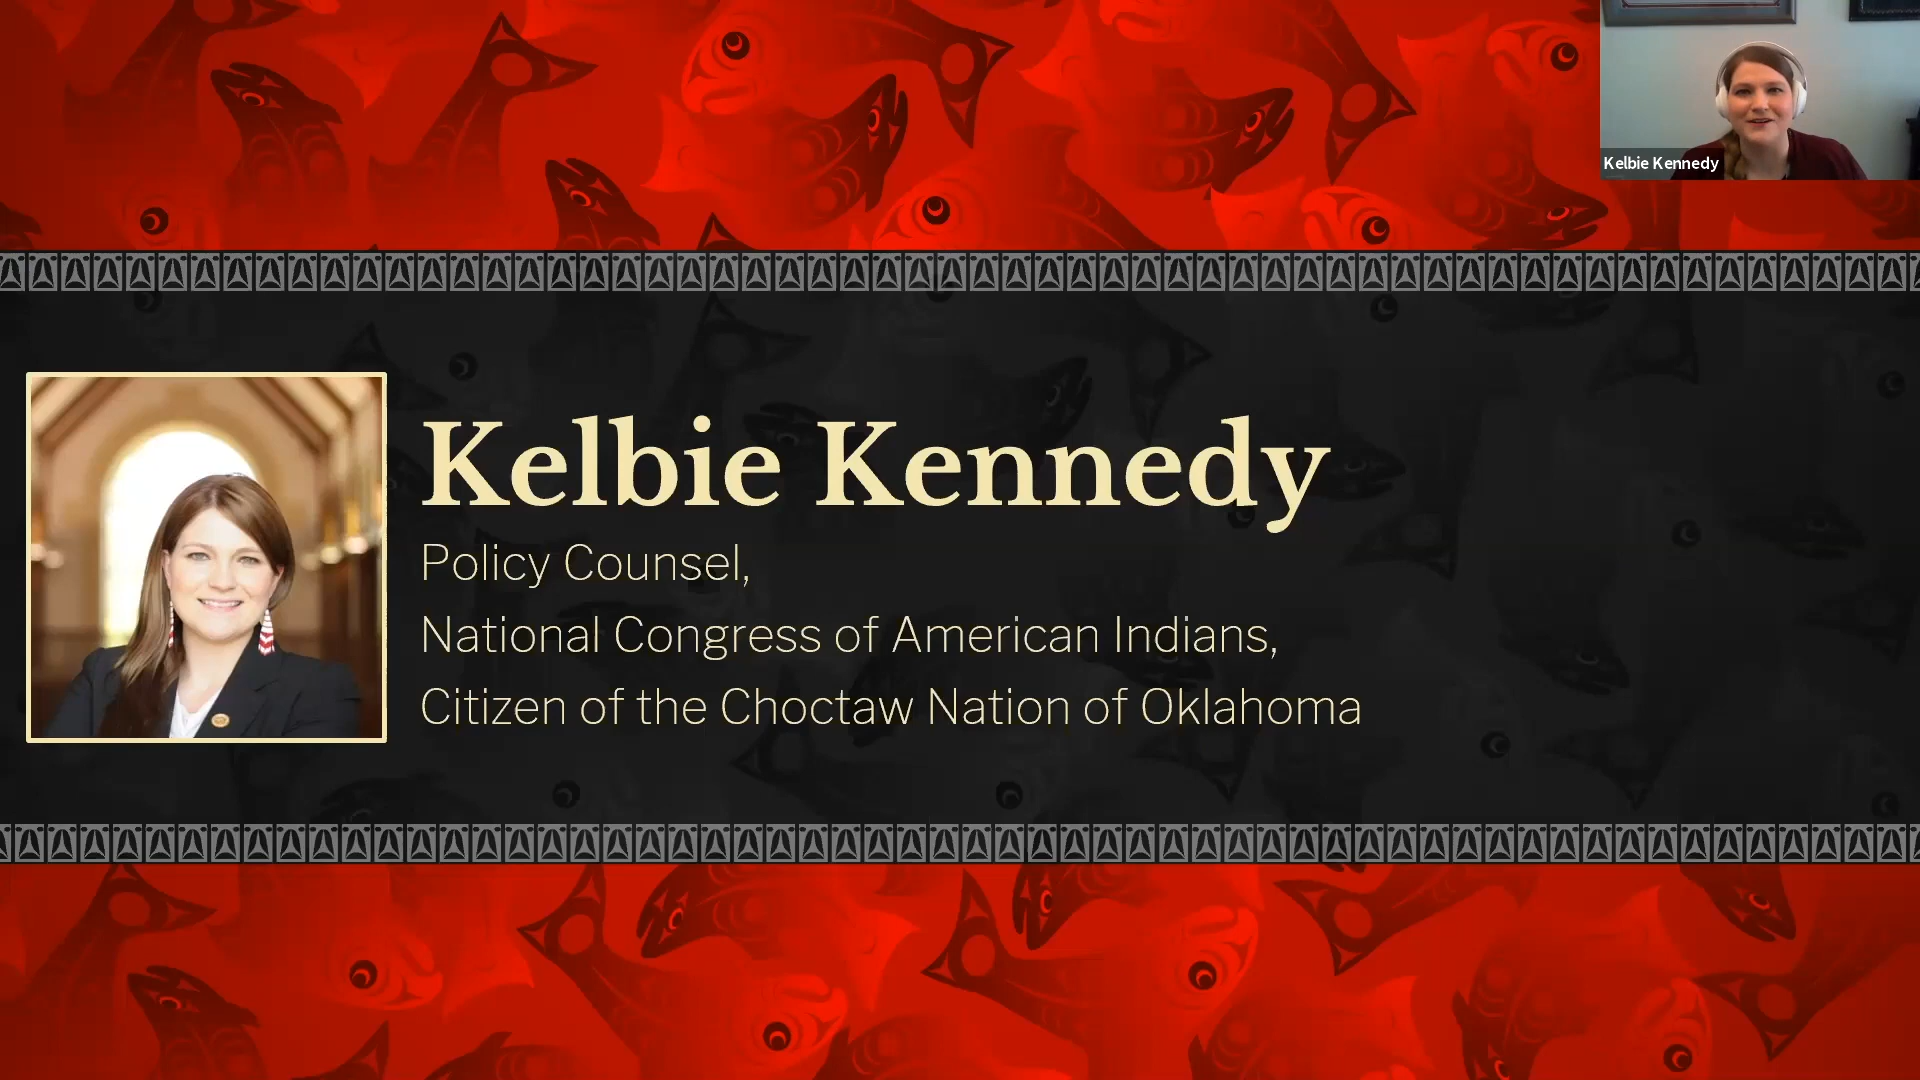 Kelbie Kennedy
Kelbie Kennedy
Policy Counsel,
National Congress of American Indians,
Citizen of the Choctaw Nation of Oklahoma